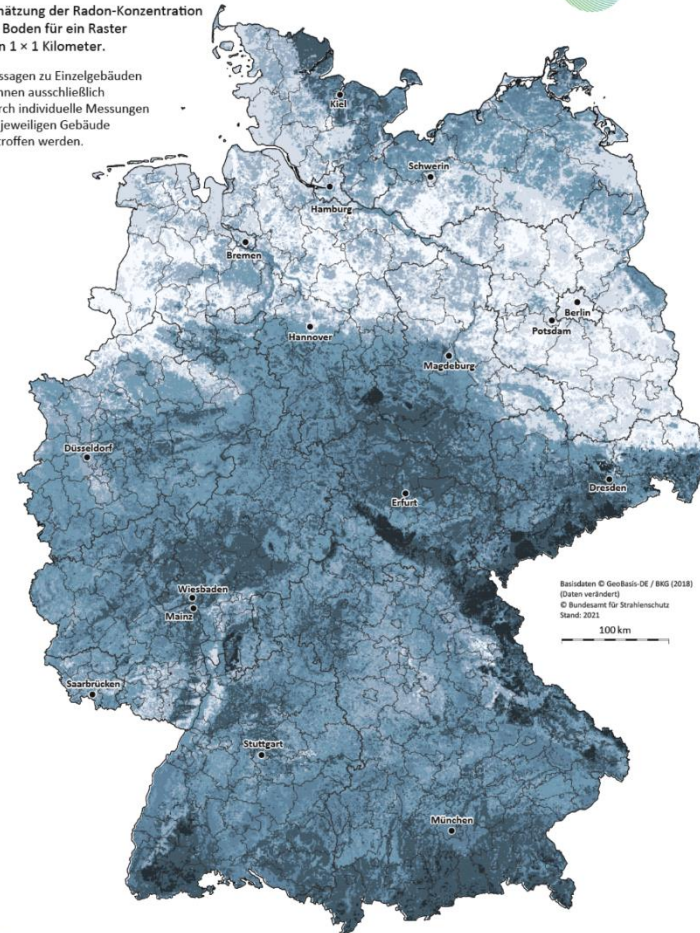 ätzung der Radon-Konzentration
Boden für ein Raster
n 1 × 1 Kilometer.
ssagen zu Einzelgebäuden
nnen ausschließlich
rch individuelle Messungen
jeweiligen Gebäude
troffen werden.
Kiel
Schwerin
Hamburg
Bremen
Berlin
Potsdam
Hannover
Magdeburg
Düsseldorf
Dresden
Erfurt
Wiesbaden
Mainz
Basisdaten © GeoBasis-DE / BKG (2018)
(Daten verändert)
© Bundesamt für Strahlenschutz
Stand: 2021
100 km
Saarbrücken
Stuttgart
München